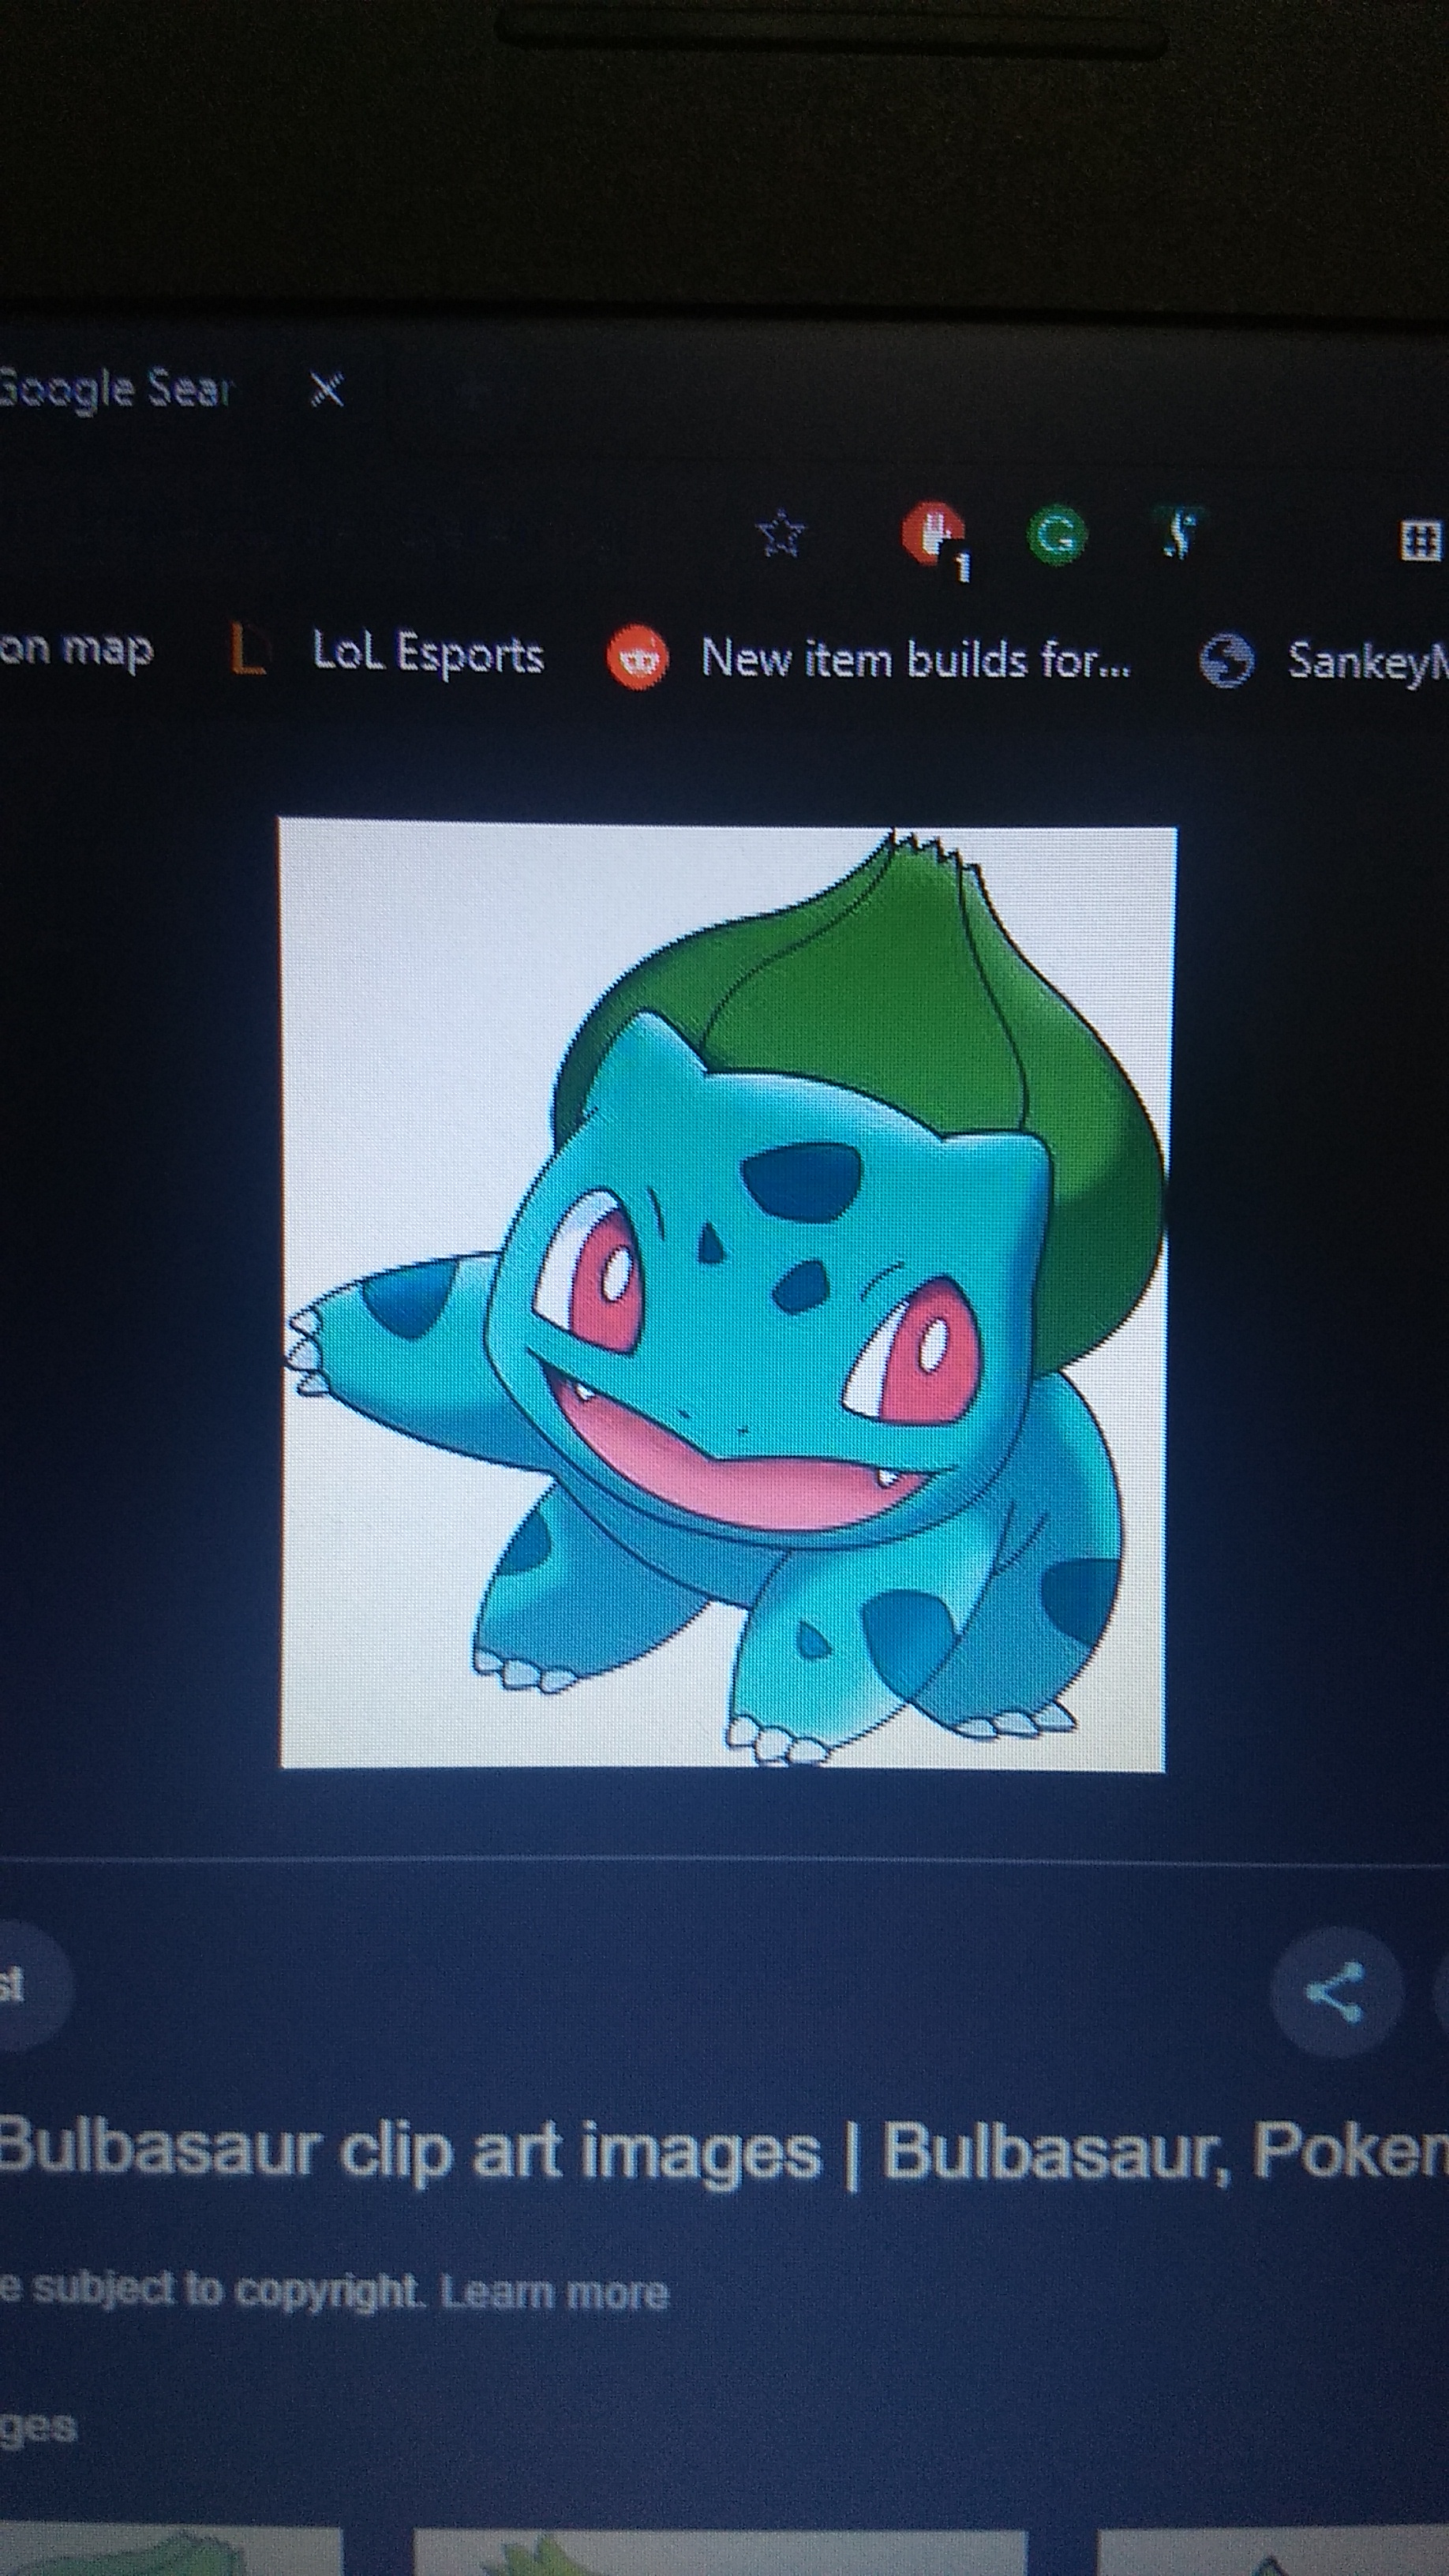 Google Sear
1
on map LoL Esports New item builds for... SankeyM
st
Bulbasaur clip art images | Bulbasaur, Pokem
e subject to copyright. Learn more
ges